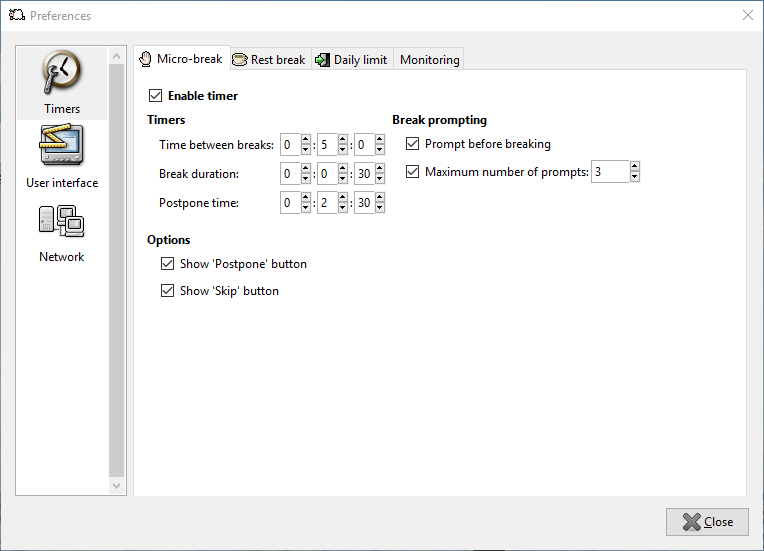 Preferences
Timers
User interface
Network
Micro-break Rest break Daily limit Monitoring
Enable timer
Timers
Time between breaks: 0 : 5 : 0
Break duration: 0 : 0 : 30
Postpone time: 0 : 2 : 30
Break prompting
Prompt before breaking
Maximum number of prompts: 3
Options
Show 'Postpone' button
Show 'Skip' button
Close